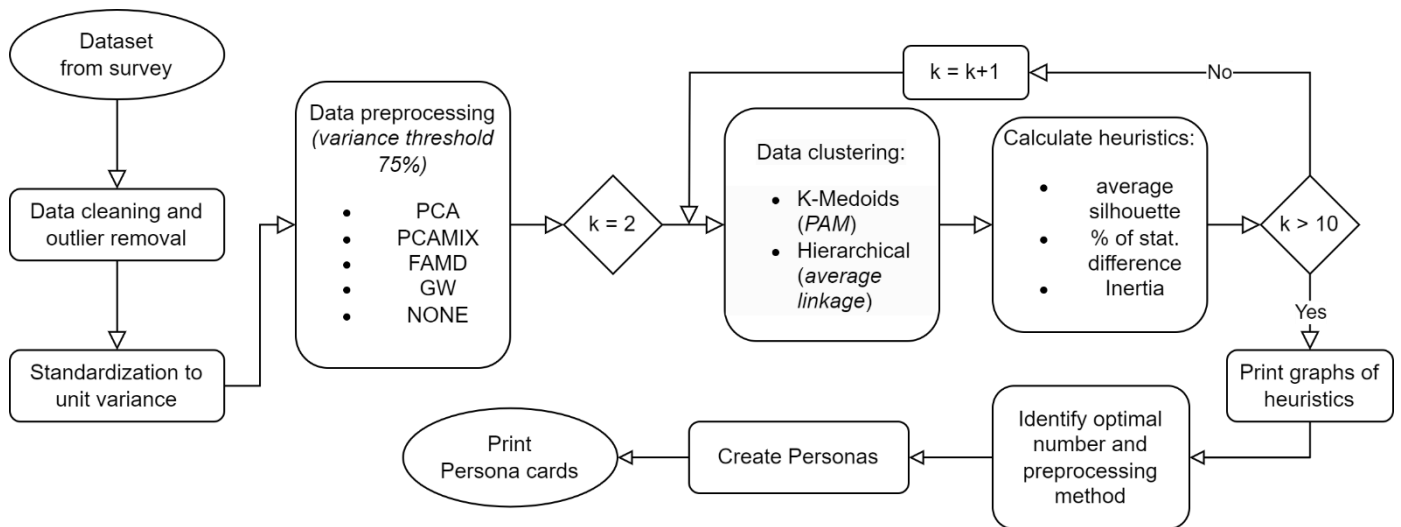 Dataset
from survey
Data cleaning and
outlier removal
Standardization to
unit variance
Data preprocessing
(variance threshold
75%)
• PCA
• PCAMIX
• FAMD
• GW
• NONE
k = 2
k = k+1
No
Data clustering:
• K-Medoids
(PAM)
• Hierarchical
(average
linkage)
Calculate heuristics:
• average
silhouette
• % of stat.
difference
• Inertia
k > 10
Yes
Print graphs of
heuristics
Identify optimal
number and
preprocessing
method
Create Personas
Print
Persona cards